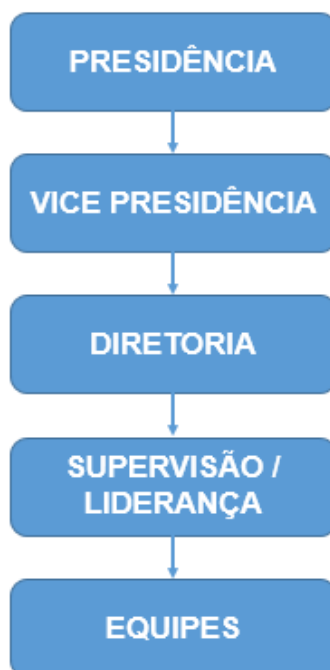 PRESIDÊNCIA
VICE PRESIDÊNCIA
DIRETORIA
SUPERVISÃO /
LIDERANÇA
EQUIPES